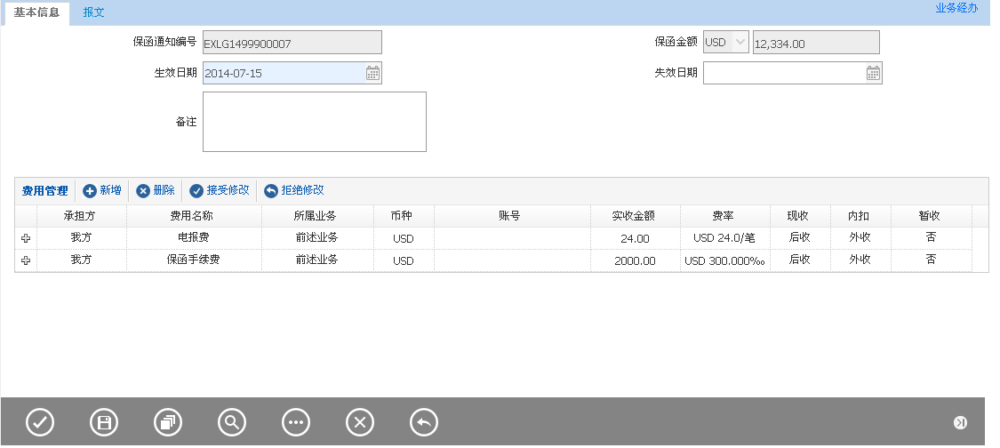 基本信息 报文 业务经办
保函通知编号 EXLG1499900007 保函金额 USD 12,334.00
生效日期 2014-07-15 失效日期
备注
费用管理 新增 删除 接受修改 拒绝修改
承担方 费用名称 所属业务 币种 账号 实收金额 费率 现收 内扣 暂收
我方 电报费 前述业务 USD 24.00 USD 24.0/笔 后收 外收 否
我方 保函手续费 前述业务 USD 2000.00 USD 300.000‰ 后收 外收 否